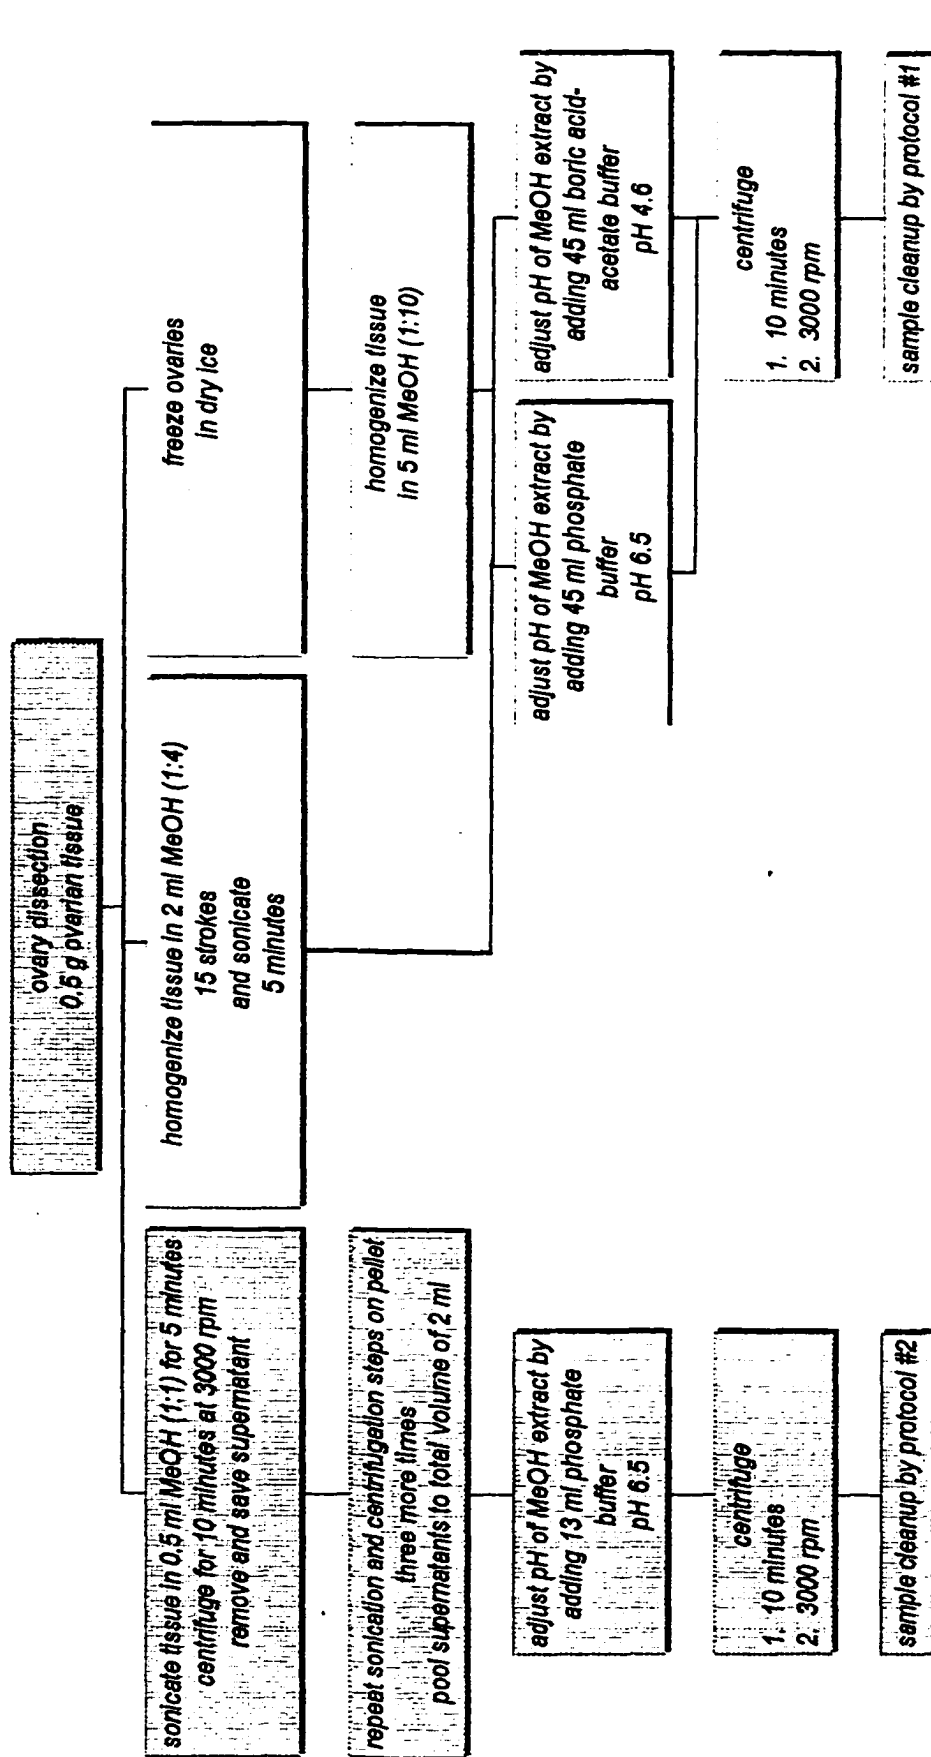 ovary dissection
0.5 g ovarian tissue
sonicate tissue in 0.5 ml MeOH (1:1) for 5 minutes
centrifuge for 10 minutes at 3000 rpm
remove and save supernatant
homogenize tissue in 2 ml MeOH (1:4)
15 strokes
and sonicate
5 minutes
freeze ovaries
in dry ice
repeat sonication and centrifugation steps on pellet
three more times
pool supernatants to total volume of 2 ml
homogenize tissue
in 5 ml MeOH (1:10)
adjust pH of MeOH extract by
adding 13 ml phosphate
buffer
pH 6.5
adjust pH of MeOH extract by
adding 45 ml phosphate
buffer
pH 6.5
adjust pH of MeOH extract by
adding 45 ml boric acid-
acetate buffer
pH 4.6
centrifuge
1. 10 minutes
2. 3000 rpm
centrifuge
1. 10 minutes
2. 3000 rpm
sample cleanup by protocol #2
sample cleanup by protocol #1